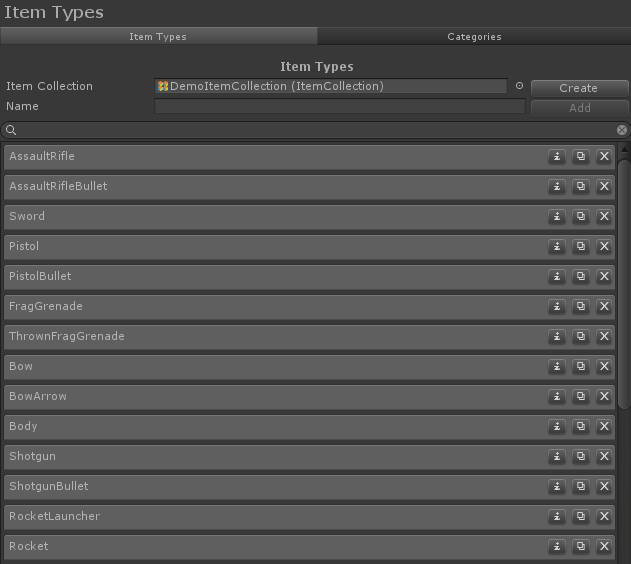 Item Types
Item Types Categories
Item Types
Item Collection DemoItemCollection (ItemCollection) Create
Name Add
AssaultRifle
AssaultRifleBullet
Sword
Pistol
PistolBullet
FragGrenade
ThrownFragGrenade
Bow
BowArrow
Body
Shotgun
ShotgunBullet
RocketLauncher
Rocket